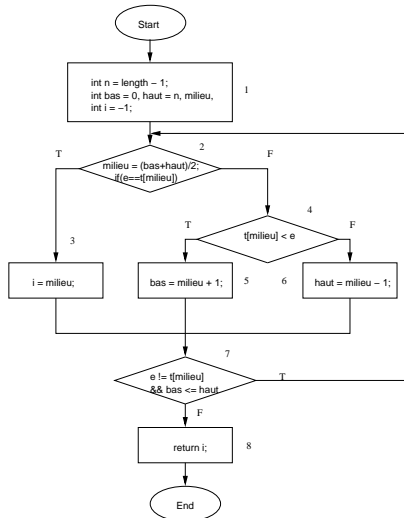 Start
int n = length − 1;
int bas = 0, haut = n, milieu,
int i = −1;
1
2
T
milieu = (bas+haut)/2;
if(e==t[milieu])
F
4
3
T
t[milieu] < e
F
i = milieu;
bas = milieu + 1;
5
6
haut = milieu − 1;
7
e != t[milieu]
&& bas <= haut
T
F
return i;
8
End